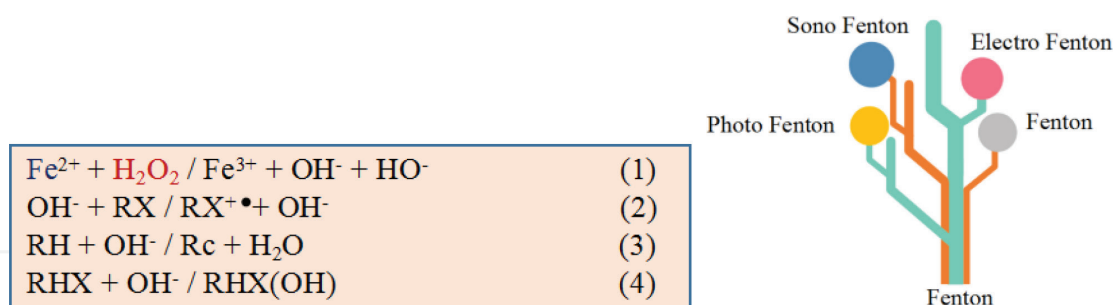 Fe²⁺ + H₂O₂ / Fe³⁺ + OH⁻ + HO⁻ (1)
OH⁻ + RX / RX⁺● + OH⁻ (2)
RH + OH⁻ / Rc + H₂O (3)
RHX + OH⁻ / RHX(OH) (4)
Sono Fenton
Electro Fenton
Photo Fenton
Fenton
Fenton